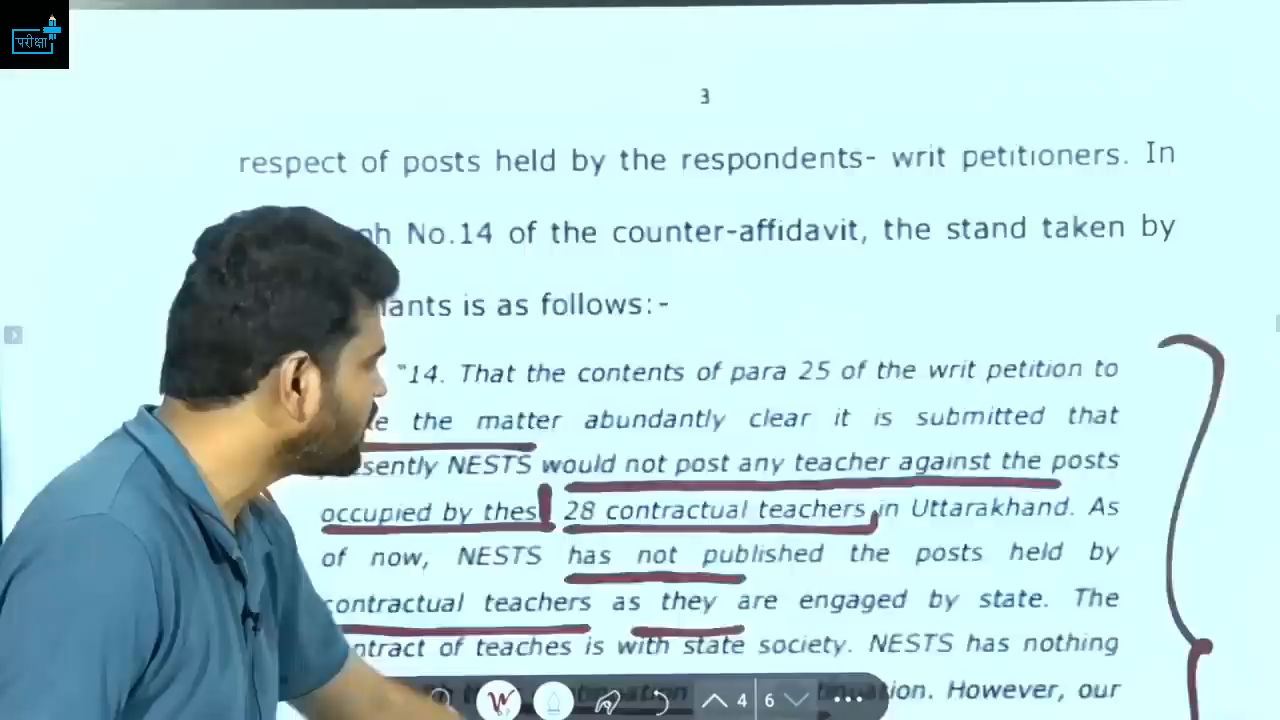 परीक्षा
3
respect of posts held by the respondents- writ petitioners. In
No.14 of the counter-affidavit, the stand taken by
is as follows:-
"14. That the contents of para 25 of the writ petition to
the matter abundantly clear it is submitted that
NESTS would not post any teacher against the posts
occupied by thes 28 contractual teachers in Uttarakhand. As
of now, NESTS has not published the posts held by
contractual teachers as they are engaged by state. The
of teaches is with state society. NESTS has nothing
However, our
4 6